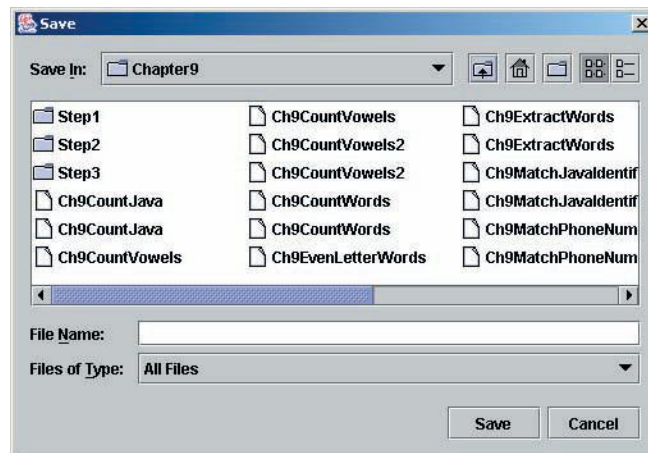 Save
Save In: Chapter9
Step1
Step2
Step3
Ch9CountJava
Ch9CountJava
Ch9CountVowels
Ch9CountVowels
Ch9CountVowels2
Ch9CountVowels2
Ch9CountWords
Ch9CountWords
Ch9EvenLetterWords
Ch9ExtractWords
Ch9ExtractWords
Ch9MatchJavaIdentif
Ch9MatchJavaIdentif
Ch9MatchPhoneNum
Ch9MatchPhoneNum
File Name:
Files of Type: All Files
Save Cancel